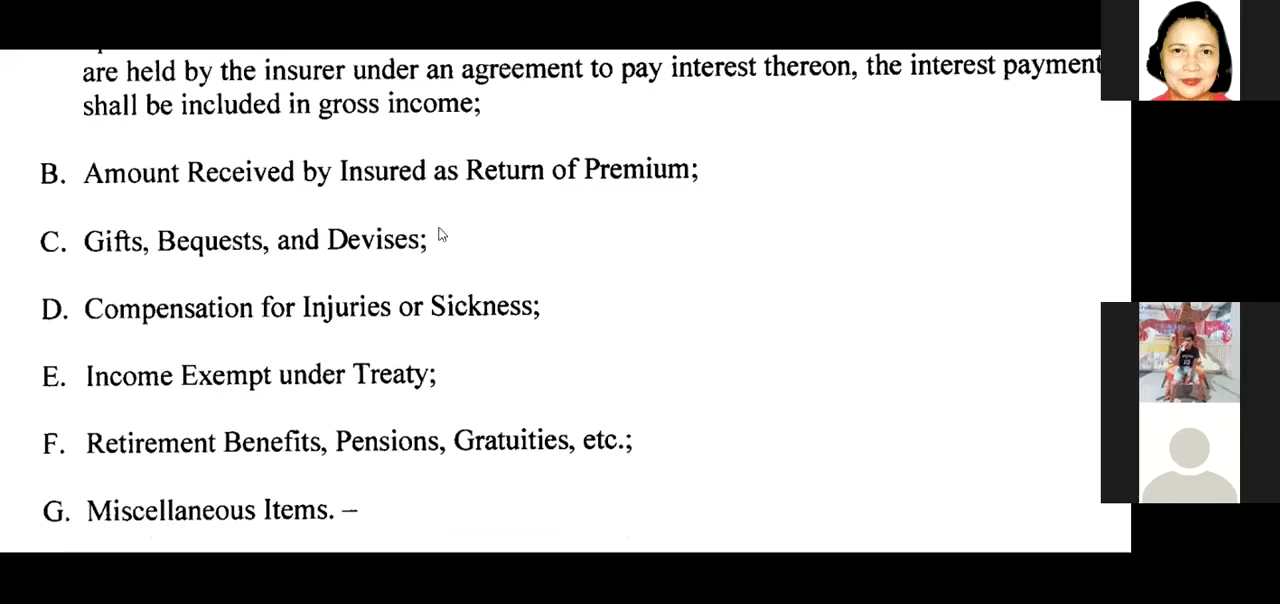 are held by the insurer under an agreement to pay interest thereon, the interest payment
shall be included in gross income;
B. Amount Received by Insured as Return of Premium;
C. Gifts, Bequests, and Devises;
D. Compensation for Injuries or Sickness;
E. Income Exempt under Treaty;
F. Retirement Benefits, Pensions, Gratuities, etc.;
G. Miscellaneous Items. –